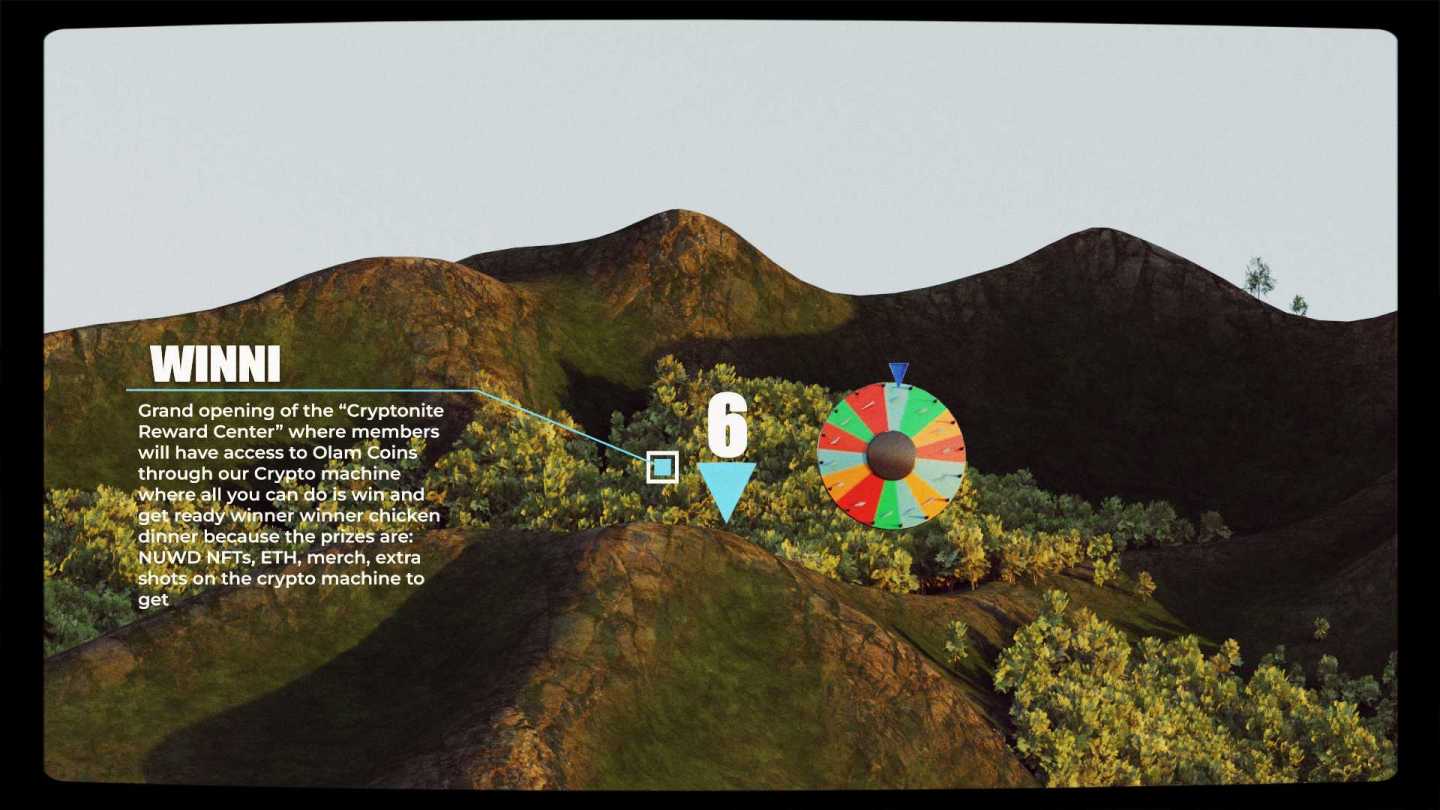 WINNI
Grand opening of the “Cryptonite
Reward Center” where members
will have access to Olam Coins
through our Crypto machine
where all you can do is win and
get ready winner winner chicken
dinner because the prizes are:
NUWD NFTs, ETH, merch, extra
shots on the crypto machine to
get
6